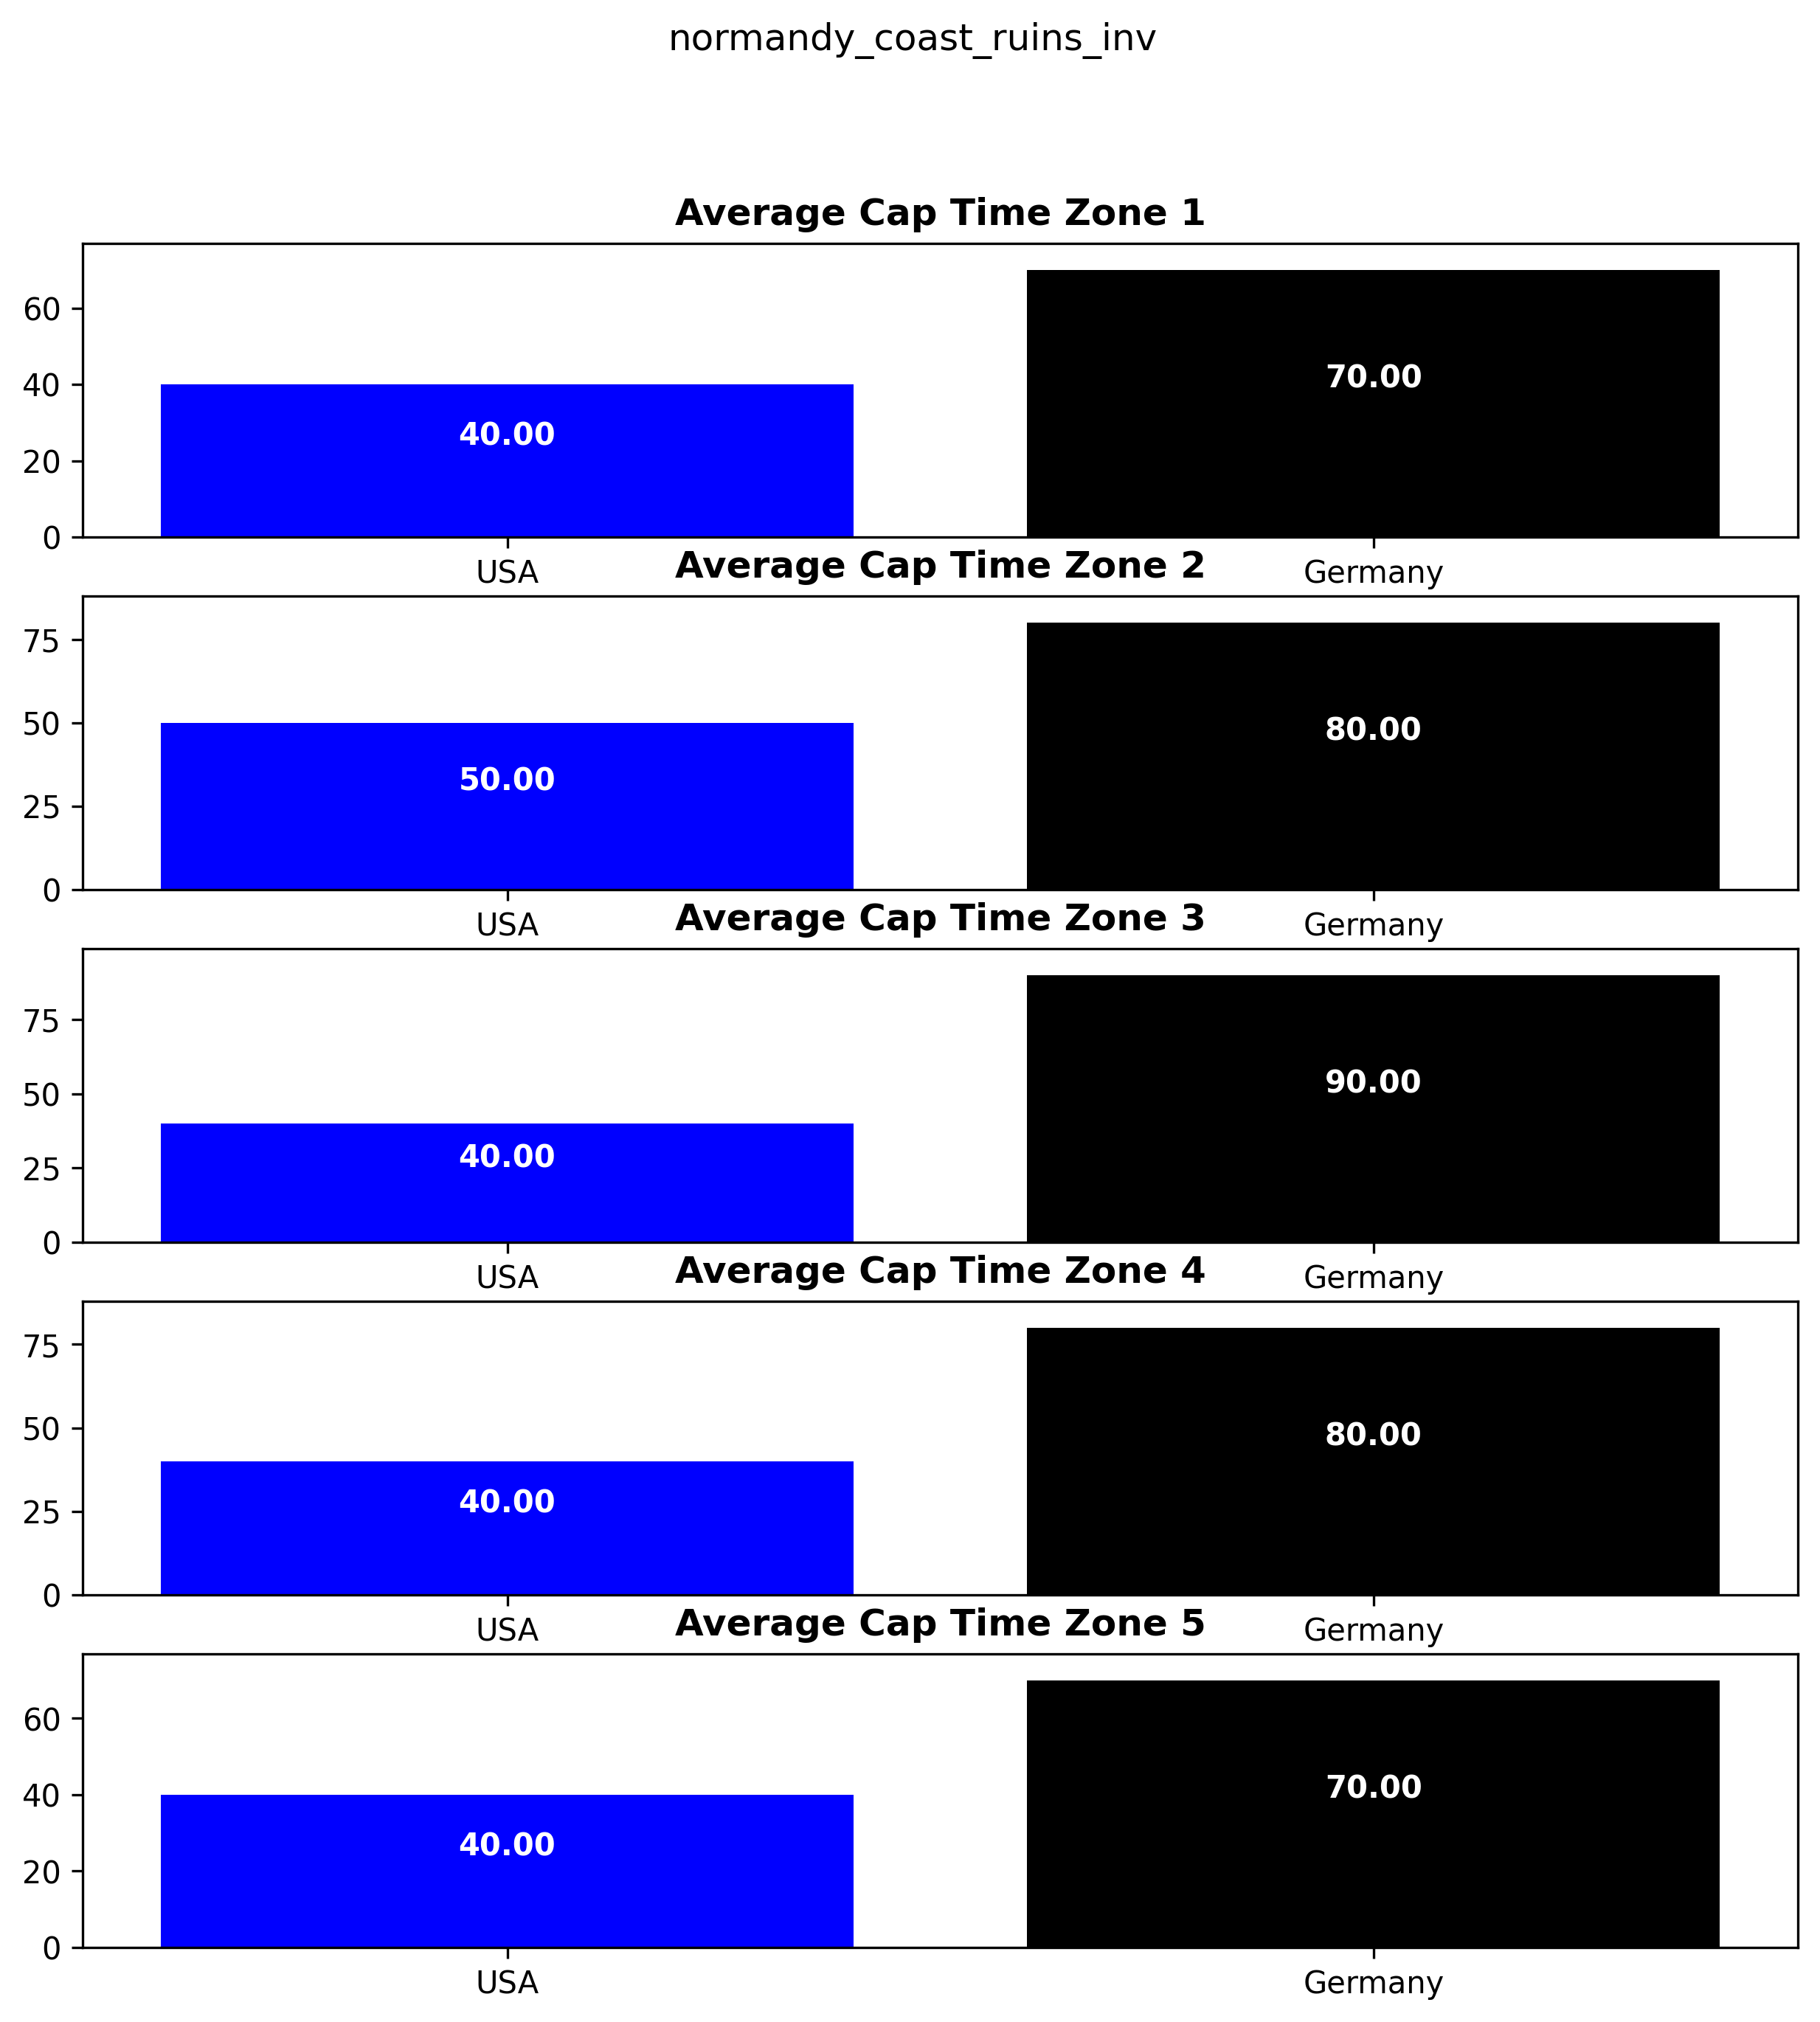 normandy_coast_ruins_inv
Average Cap Time Zone 1
60
40
20
0
40.00
70.00
USA
Germany
Average Cap Time Zone 2
75
50
25
0
50.00
80.00
USA
Germany
Average Cap Time Zone 3
75
50
25
0
40.00
90.00
USA
Germany
Average Cap Time Zone 4
75
50
25
0
40.00
80.00
USA
Germany
Average Cap Time Zone 5
60
40
20
0
40.00
70.00
USA
Germany